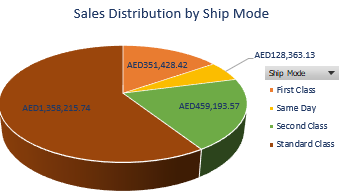 Sales Distribution by Ship Mode
AED128,363.13
AED351,428.42
Ship Mode
First Class
AED1,359,215.74
AED459,193.57
Same Day
Second Class
Standard Class